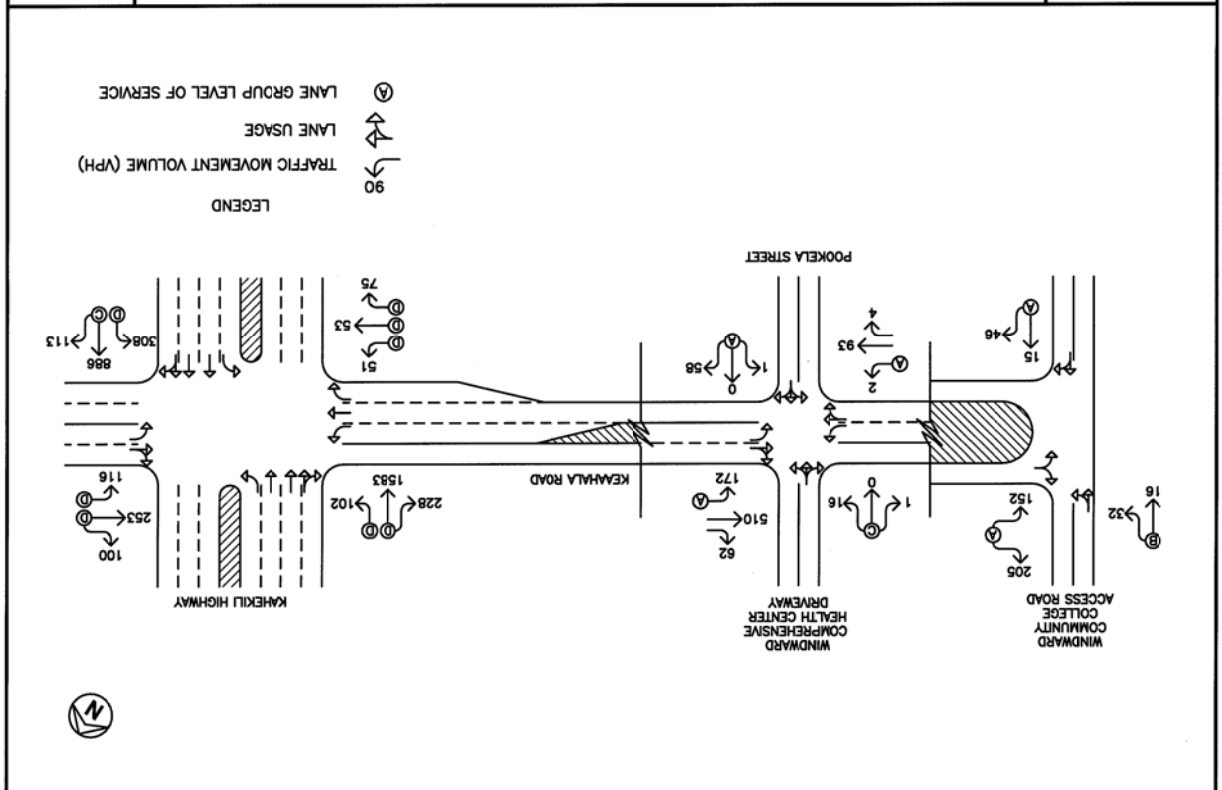 N
WINDWARD
COMMUNITY
COLLEGE
ACCESS ROAD
WINDWARD
COMPREHENSIVE
HEALTH CENTER
DRIVEWAY
KAHEKILI HIGHWAY
205
A
152
B
32
16
62
510
A
172
1
C
16
0
100
D 253
D 116
228
D D
102
1583
KEAAHALA ROAD
15
A
46
2
A
93
4
1
A
58
0
51
D
D 53
D
75
308
D C
113
886
POOKELA STREET
LEGEND
90 TRAFFIC MOVEMENT VOLUME (VPH)
LANE USAGE
A LANE GROUP LEVEL OF SERVICE